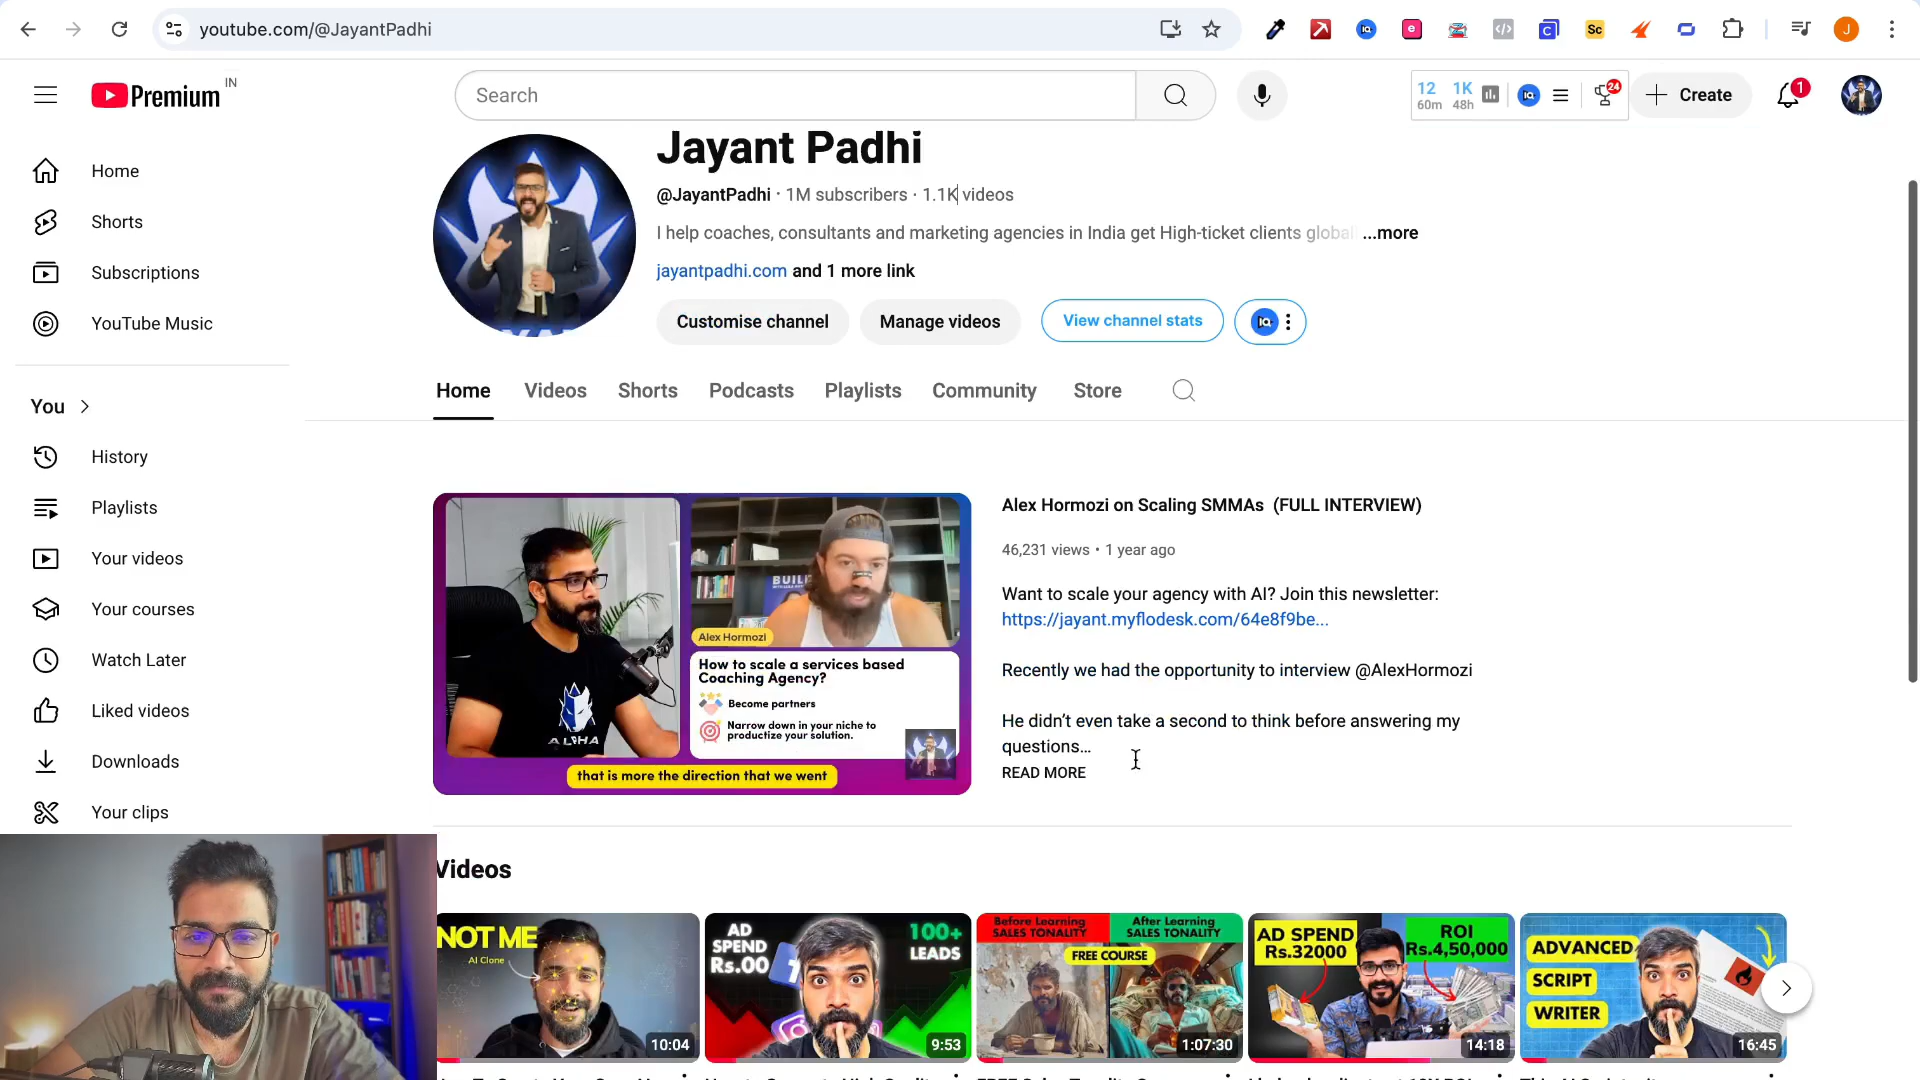 youtube.com/@JayantPadhi
Sc
J
Premium
IN
Search
12
60m
1K
48h
24
Create
1
Home
Shorts
Subscriptions
YouTube Music
You
History
Playlists
Your videos
Your courses
Watch Later
Liked videos
Downloads
Your clips
Jayant Padhi
@JayantPadhi · 1M subscribers · 1.1K videos
I help coaches, consultants and marketing agencies in India get High-ticket clients global ...more
jayantpadhi.com and 1 more link
Customise channel
Manage videos
View channel stats
Home
Videos
Shorts
Podcasts
Playlists
Community
Store
ALPHA
BUIL
Alex Hormozi
How to scale a services based
Coaching Agency?
Become partners
Narrow down in your niche to
productize your solution.
that is more the direction that we went
Alex Hormozi on Scaling SMMAs (FULL INTERVIEW)
46,231 views • 1 year ago
Want to scale your agency with AI? Join this newsletter:
https://jayant.myflodesk.com/64e8f9be...
Recently we had the opportunity to interview @AlexHormozi
He didn’t even take a second to think before answering my
questions…
READ MORE
Videos
NOT ME
AI Clone
10:04
AD
SPEND
Rs.00
100+
LEADS
9:53
Before Learning
SALES TONALITY
After Learning
SALES TONALITY
FREE COURSE
1:07:30
AD SPEND
Rs.32000
ROI
Rs.4,50,000
14:18
ADVANCED
SCRIPT
WRITER
16:45